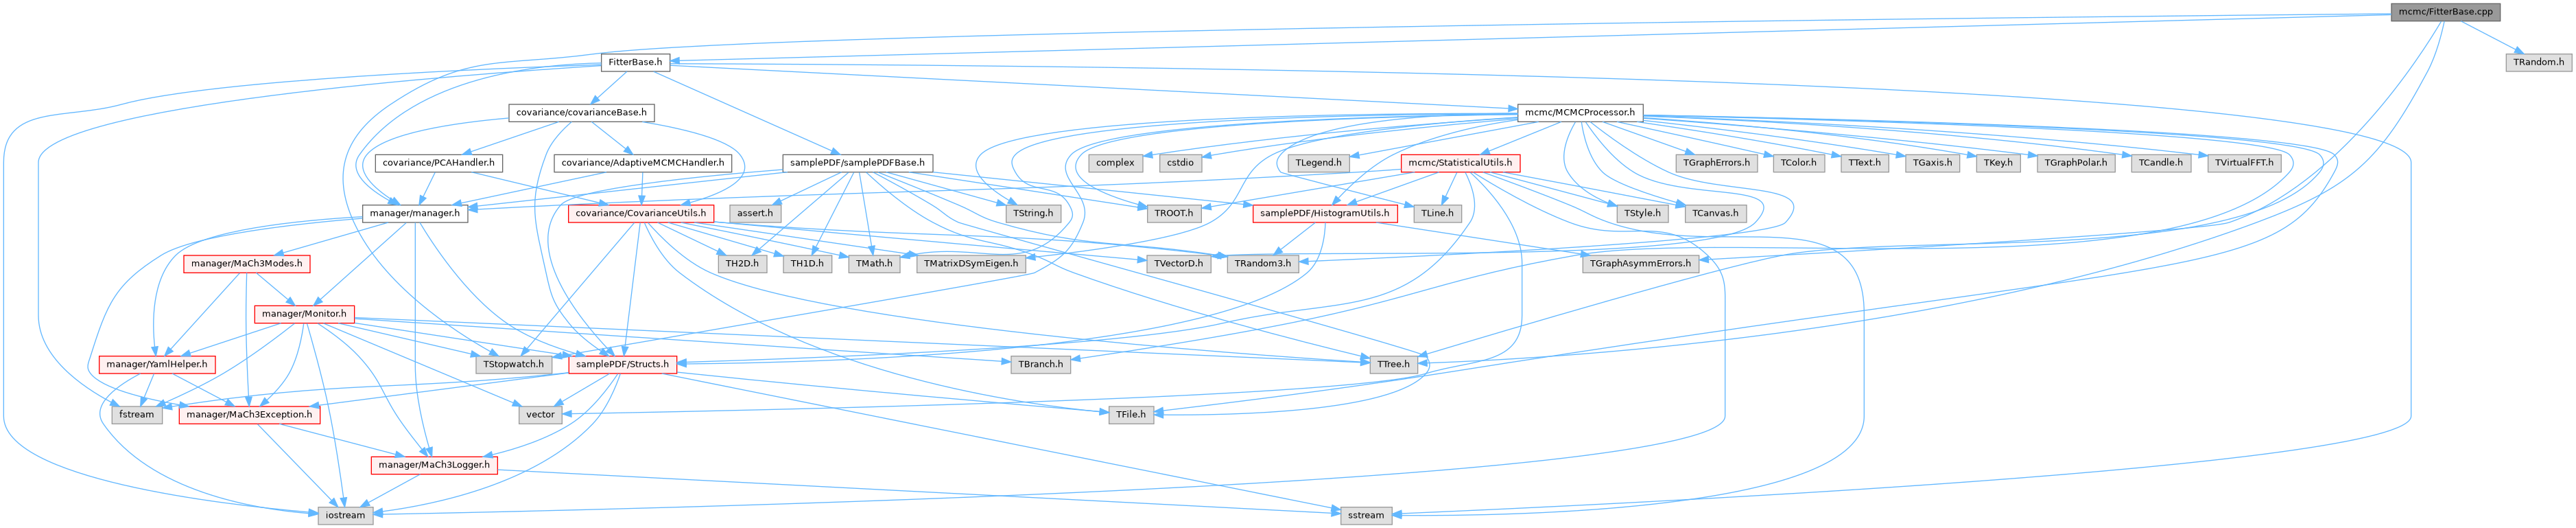 mcmc/FitterBase.cpp
FitterBase.h
TRandom.h
covariance/covarianceBase.h
mcmc/MCMCProcessor.h
covariance/PCAHandler.h
covariance/AdaptiveMCMCHandler.h
samplePDF/samplePDFBase.h
complex
cstdio
TLegend.h
mcmc/StatisticalUtils.h
TGraphErrors.h
TColor.h
TText.h
TGaxis.h
TKey.h
TGraphPolar.h
TCandle.h
TVirtualFFT.h
manager/manager.h
covariance/CovarianceUtils.h
assert.h
TString.h
TROOT.h
samplePDF/HistogramUtils.h
TLine.h
TStyle.h
TCanvas.h
manager/MaCh3Modes.h
TH2D.h
TH1D.h
TMath.h
TMatrixDSymEigen.h
TVectorD.h
TRandom3.h
TGraphAsymmErrors.h
manager/Monitor.h
manager/YamlHelper.h
TStopwatch.h
samplePDF/Structs.h
TBranch.h
TTree.h
fstream
manager/MaCh3Exception.h
vector
TFile.h
manager/MaCh3Logger.h
iostream
sstream